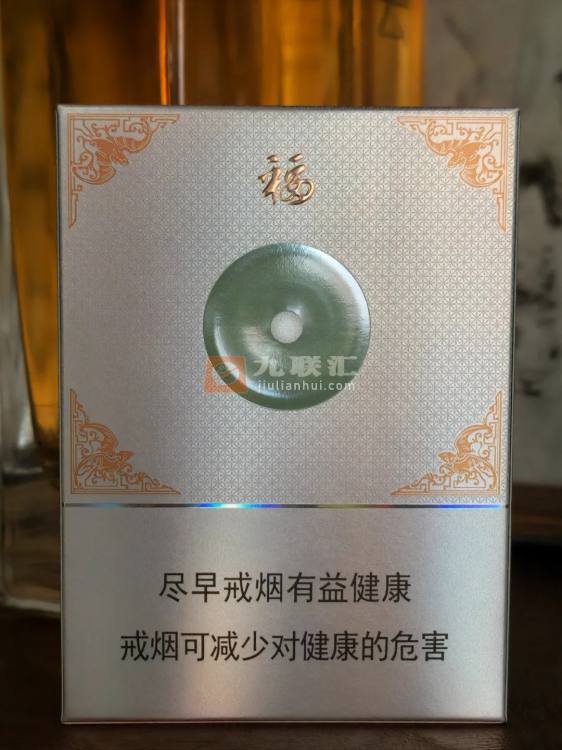 福
九联汇
jiulianhui.com
尽早戒烟有益健康
戒烟可减少对健康的危害